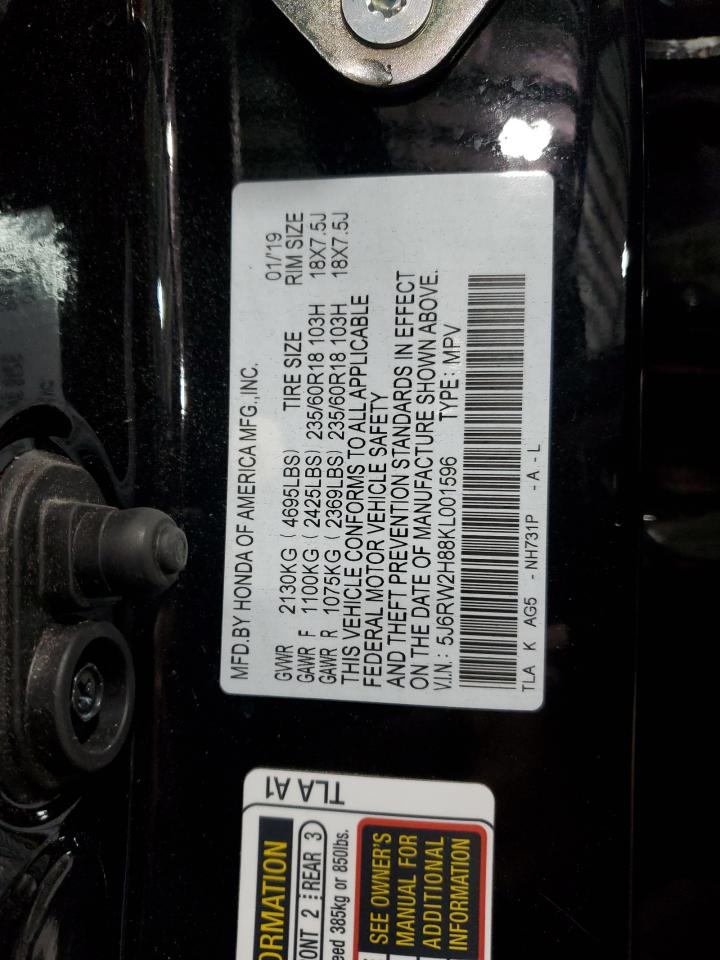 MFD.BY HONDA OF AMERICA MFG.,INC. 01/'19
GVWR 2130KG ( 4695LBS) TIRE SIZE RIM SIZE
GAWR F 1100KG ( 2425LBS) 235/60R18 103H 18X7.5J
GAWR R 1075KG ( 2369LBS) 235/60R18 103H 18X7.5J
THIS VEHICLE CONFORMS TO ALL APPLICABLE
FEDERAL MOTOR VEHICLE SAFETY
AND THEFT PREVENTION STANDARDS IN EFFECT
ON THE DATE OF MANUFACTURE SHOWN ABOVE.
V.I.N.: 5J6RW2H88KL001596 TYPE: MPV
TLA K AG5 - NH731P - A - L
TLA A1
ORMATION
ONT 2 REAR 3
eed 385kg or 850lbs.
SEE OWNER'S
MANUAL FOR
ADDITIONAL
INFORMATION